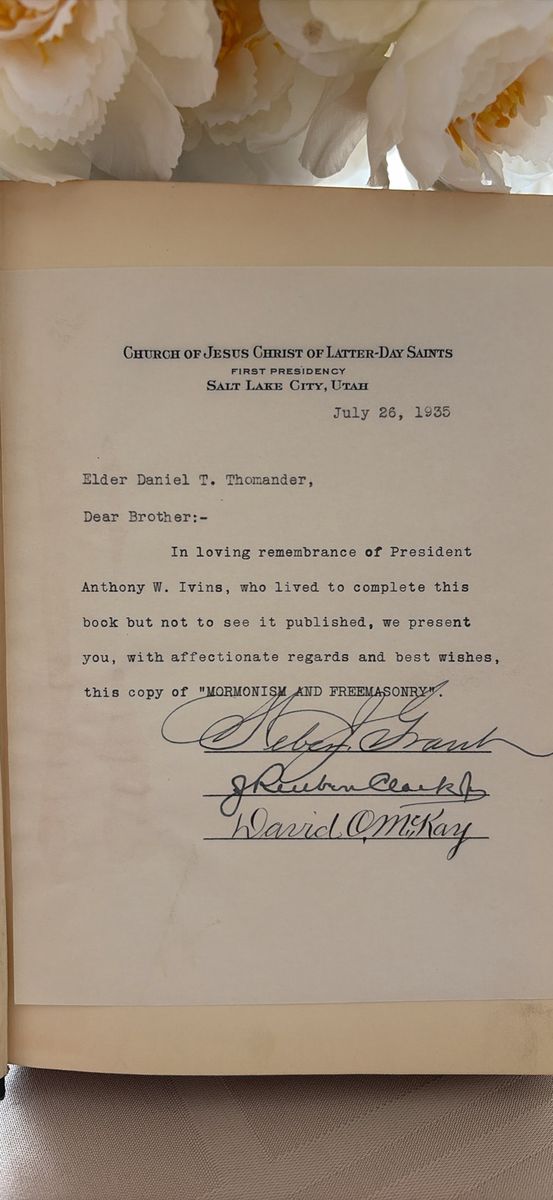 CHURCH OF JESUS CHRIST OF LATTER-DAY SAINTS
FIRST PRESIDENCY
SALT LAKE CITY, UTAH
July 26, 1935
Elder Daniel T. Thomander,
Dear Brother:-
In loving remembrance of President
Anthony W. Ivins, who lived to complete this
book but not to see it published, we present
you, with affectionate regards and best wishes,
this copy of "MORMONISM AND FREEMASONRY".
Heber J. Grant
J Reuben Clark Jr
David O. McKay